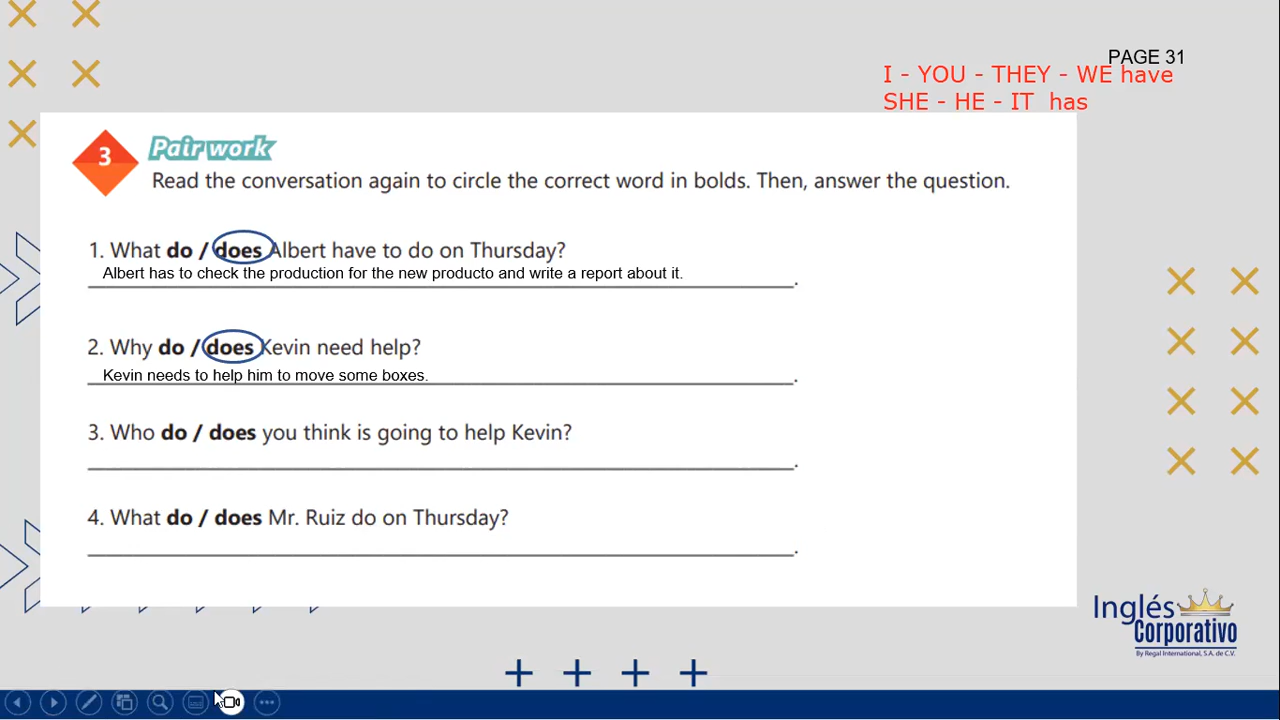 PAGE 31
I - YOU - THEY - WE have
SHE - HE - IT has
3
Pair work
Read the conversation again to circle the correct word in bolds. Then, answer the question.
1. What do / does Albert have to do on Thursday?
Albert has to check the production for the new producto and write a report about it.
2. Why do / does Kevin need help?
Kevin needs to help him to move some boxes.
3. Who do / does you think is going to help Kevin?
4. What do / does Mr. Ruiz do on Thursday?
Inglés
Corporativo
By Regal International, S.A. de C.V.